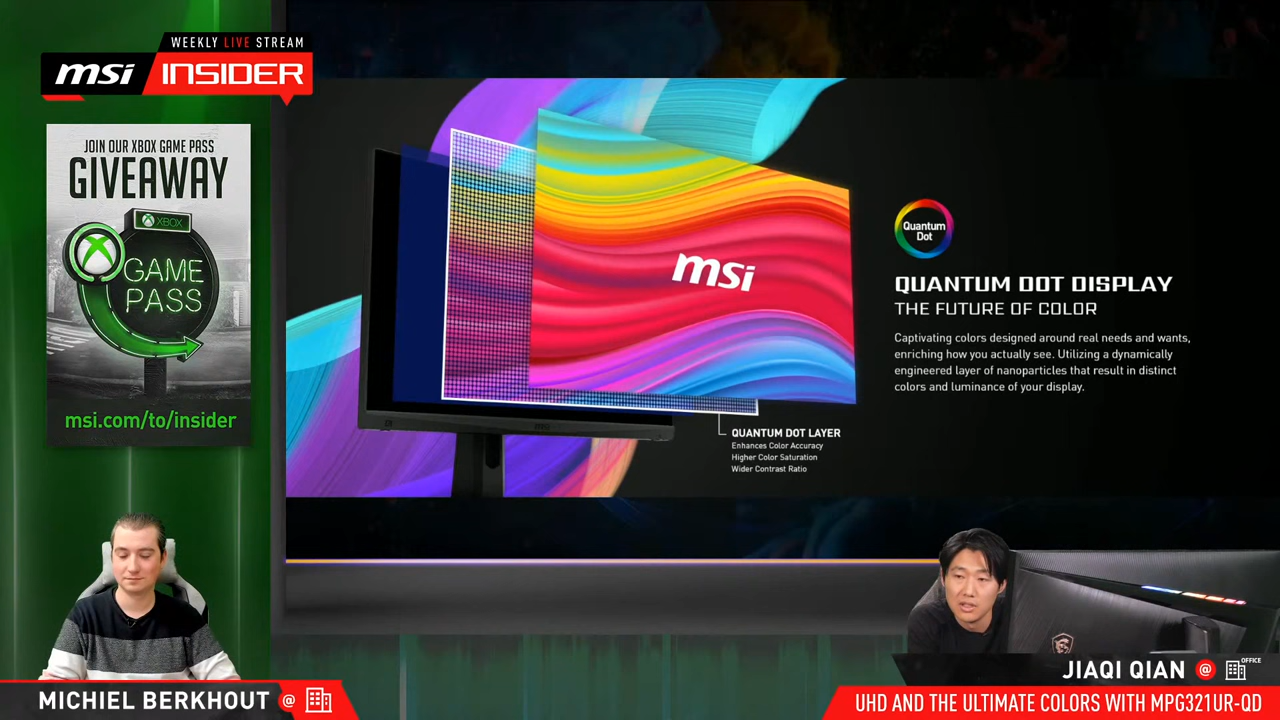 WEEKLY LIVE STREAM
msi INSIDER
JOIN OUR XBOX GAME PASS
GIVEAWAY
XBOX
GAME
PASS
msi.com/to/insider
msi
Quantum
Dot
QUANTUM DOT DISPLAY
THE FUTURE OF COLOR
Captivating colors designed around real needs and wants,
enriching how you actually see. Utilizing a dynamically
engineered layer of nanoparticles that result in distinct
colors and luminance of your display.
QUANTUM DOT LAYER
Enhances Color Accuracy
Higher Color Saturation
Wider Contrast Ratio
MICHIEL BERKHOUT @
JIAQI QIAN @ OFFICE
UHD AND THE ULTIMATE COLORS WITH MPG321UR-QD